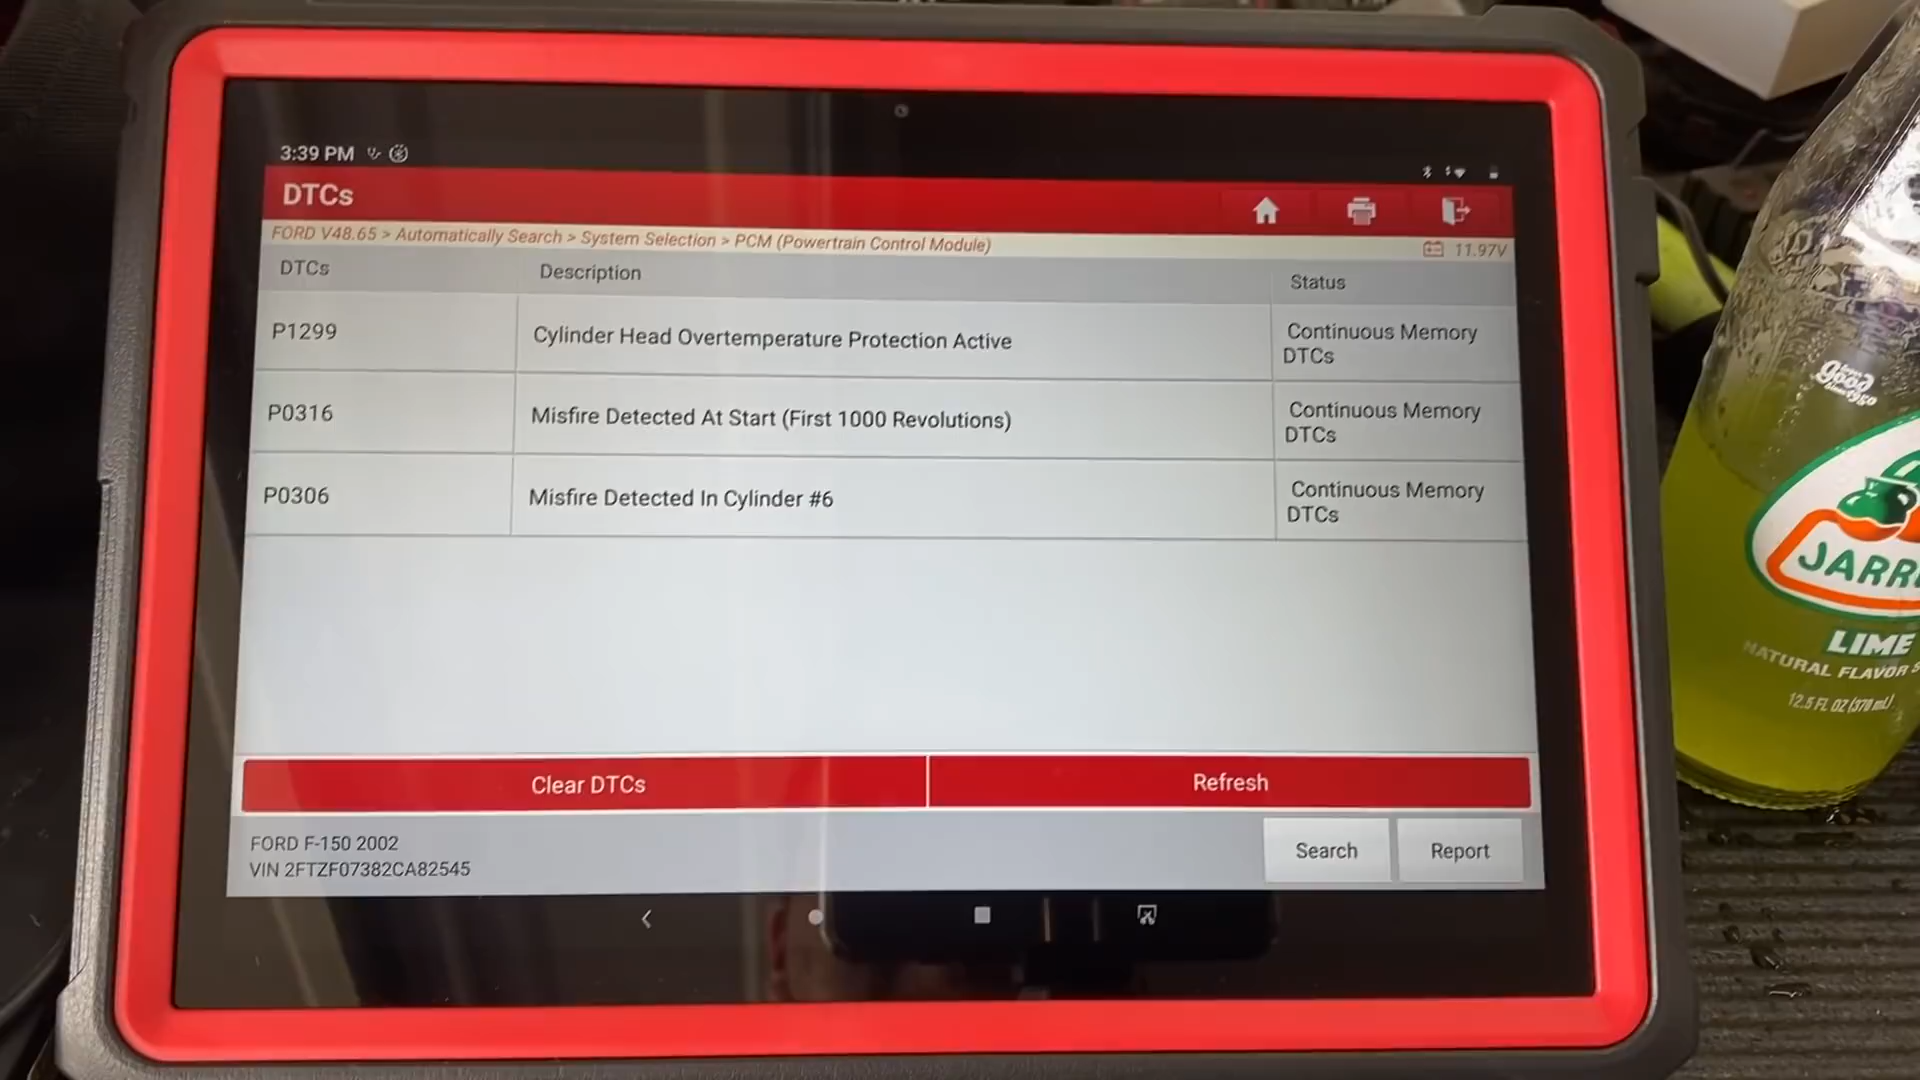 3:39 PM
DTCs
FORD V48.65 > Automatically Search > System Selection > PCM (Powertrain Control Module)
11.97V
DTCs Description Status
P1299 Cylinder Head Overtemperature Protection Active Continuous Memory DTCs
P0316 Misfire Detected At Start (First 1000 Revolutions) Continuous Memory DTCs
P0306 Misfire Detected In Cylinder #6 Continuous Memory DTCs
Clear DTCs Refresh
FORD F-150 2002
VIN 2FTZF07382CA82545
Search Report
good
JARR
LIME
NATURAL FLAVOR
12.5 FL OZ (370 mL)